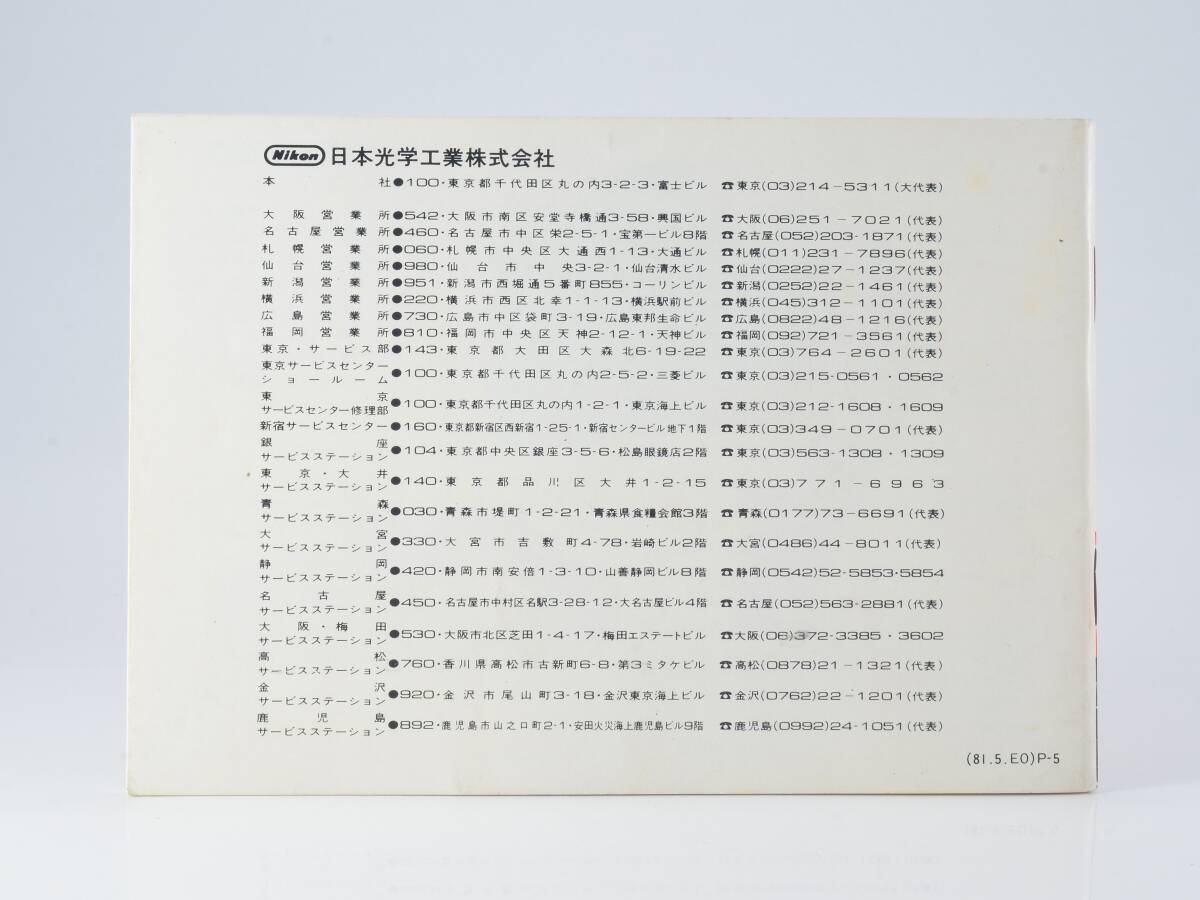 Nikon 日本光学工業株式会社
本社●100・東京都千代田区丸の内3-2-3・富士ビル ☎東京(03)214-5311(大代表)
大阪営業所●542・大阪市南区安堂寺橋通3-58・興国ビル ☎大阪(06)251-7021(代表)
名古屋営業所●460・名古屋市中区栄2-5-1・宝第一ビル8階 ☎名古屋(052)203-1871(代表)
札幌営業所●060・札幌市中央区大通西1-13・大通ビル ☎札幌(011)231-7896(代表)
仙台営業所●980・仙台市中央3-2-1・仙台清水ビル ☎仙台(0222)27-1237(代表)
新潟営業所●951・新潟市西堀通5番町855・コーリンビル ☎新潟(0252)22-1461(代表)
横浜営業所●220・横浜市西区北幸1-1-13・横浜駅前ビル ☎横浜(045)312-1101(代表)
広島営業所●730・広島市中区袋町3-19・広島東邦生命ビル ☎広島(0822)48-1216(代表)
福岡営業所●810・福岡市中央区天神2-12-1・天神ビル ☎福岡(092)721-3561(代表)
東京・サービス部●143・東京都大田区大森北6-19-22 ☎東京(03)764-2601(代表)
東京サービスセンター
ショールーム●100・東京都千代田区丸の内2-5-2・三菱ビル ☎東京(03)215-0561・0562
東京
サービスセンター修理部●100・東京都千代田区丸の内1-2-1・東京海上ビル ☎東京(03)212-1608・1609
新宿サービスセンター●160・東京都新宿区西新宿1-25-1・新宿センタービル地下1階 ☎東京(03)349-0701(代表)
銀座
サービスステーション●104・東京都中央区銀座3-5-6・松島眼鏡店2階 ☎東京(03)563-1308・1309
東京・大井
サービスステーション●140・東京都品川区大井1-2-15 ☎東京(03)771-6963
青森
サービスステーション●030・青森市堤町1-2-21・青森県食糧会館3階 ☎青森(0177)73-6691(代表)
大宮
サービスステーション●330・大宮市吉敷町4-78・岩崎ビル2階 ☎大宮(0486)44-8011(代表)
静岡
サービスステーション●420・静岡市南安倍1-3-10・山善静岡ビル8階 ☎静岡(0542)52-5853・5854
名古屋
サービスステーション●450・名古屋市中村区名駅3-28-12・大名古屋ビル4階 ☎名古屋(052)563-2881(代表)
大阪・梅田
サービスステーション●530・大阪市北区芝田1-4-17・梅田エステートビル ☎大阪(06)372-3385・3602
高松
サービスステーション●760・香川県高松市古新町6-8・第3ミタケビル ☎高松(0878)21-1321(代表)
金沢
サービスステーション●920・金沢市尾山町3-18・金沢東京海上ビル ☎金沢(0762)22-1201(代表)
鹿児島
サービスステーション●892・鹿児島市山之口町2-1・安田火災海上鹿児島ビル9階 ☎鹿児島(0992)24-1051(代表)
(81.5.EO)P-5